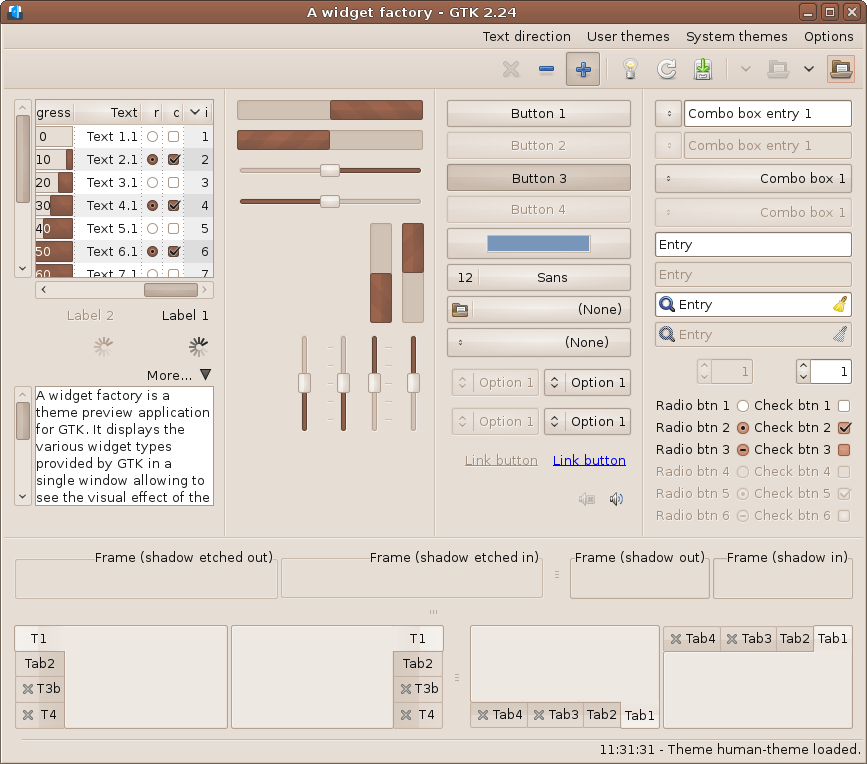 A widget factory - GTK 2.24
Text direction User themes System themes Options
gress Text r c i
0 Text 1.1 1
10 Text 2.1 2
20 Text 3.1 3
30 Text 4.1 4
40 Text 5.1 5
50 Text 6.1 6
60 Text 7.1 7
Label 2 Label 1
More...
A widget factory is a
theme preview application
for GTK. It displays the
various widget types
provided by GTK in a
single window allowing to
see the visual effect of the
Button 1
Button 2
Button 3
Button 4
12 Sans
(None)
(None)
Option 1 Option 1
Option 1 Option 1
Link button Link button
Combo box entry 1
Combo box entry 1
Combo box 1
Combo box 1
Entry
Entry
Entry
Entry
1 1
Radio btn 1 Check btn 1
Radio btn 2 Check btn 2
Radio btn 3 Check btn 3
Radio btn 4 Check btn 4
Radio btn 5 Check btn 5
Radio btn 6 Check btn 6
Frame (shadow etched out) Frame (shadow etched in) Frame (shadow out) Frame (shadow in)
T1
Tab2
T3b
T4
T1
Tab2
T3b
T4
Tab4 Tab3 Tab2 Tab1
Tab4 Tab3 Tab2 Tab1
11:31:31 - Theme human-theme loaded.